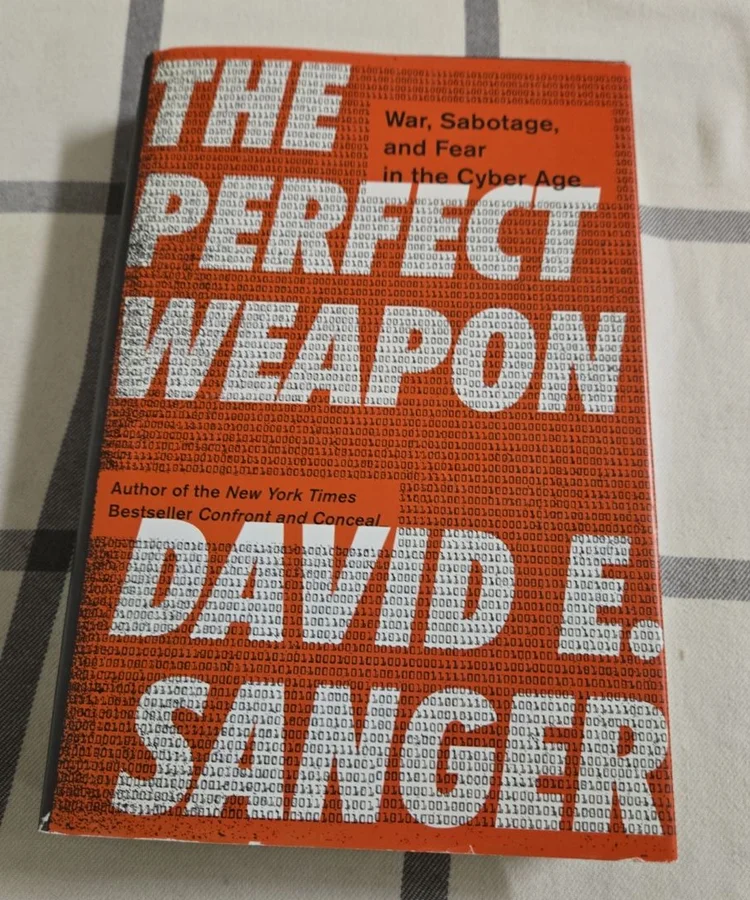 THE
War, Sabotage,
and Fear
in the Cyber Age
PERFECT
WEAPON
Author of the New York Times
Bestseller Confront and Conceal
DAVID E.
SANGER